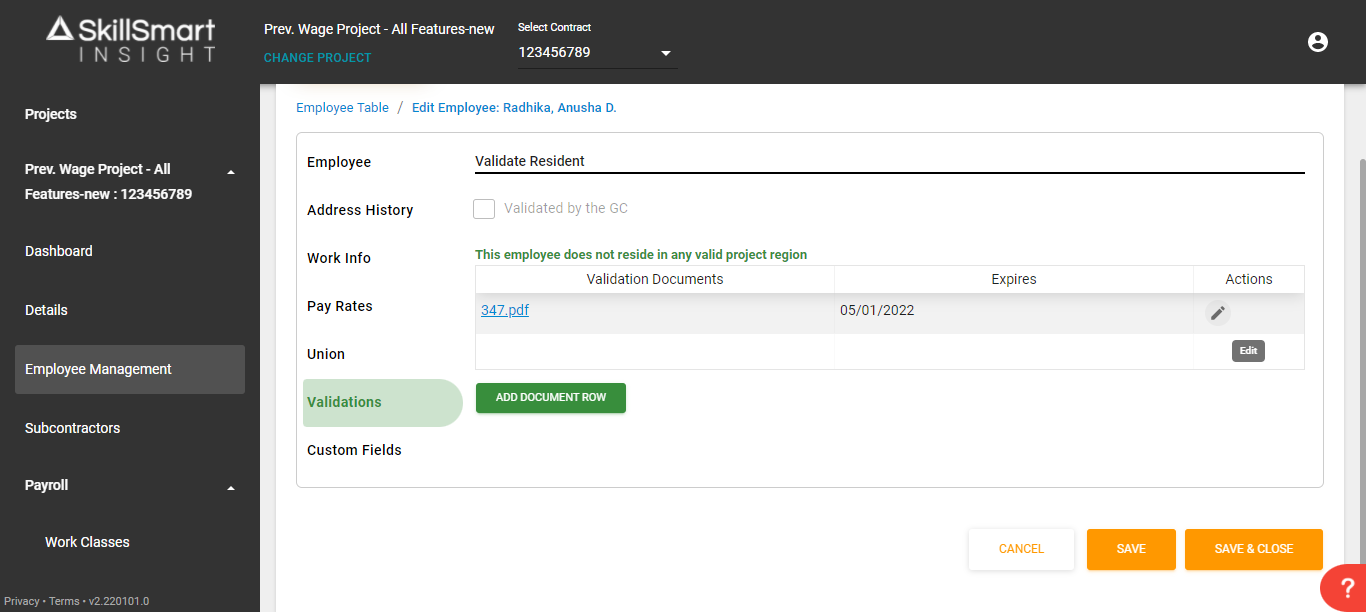 SkillSmart
INSIGHT
Prev. Wage Project - All Features-new
CHANGE PROJECT
Select Contract
123456789
Projects
Prev. Wage Project - All
Features-new : 123456789
Dashboard
Details
Employee Management
Subcontractors
Payroll
Work Classes
Privacy • Terms • v2.220101.0
Employee Table / Edit Employee: Radhika, Anusha D.
Employee
Address History
Work Info
Pay Rates
Union
Validations
Custom Fields
Validate Resident
Validated by the GC
This employee does not reside in any valid project region
Validation Documents Expires Actions
347.pdf 05/01/2022
Edit
ADD DOCUMENT ROW
CANCEL SAVE SAVE & CLOSE
?